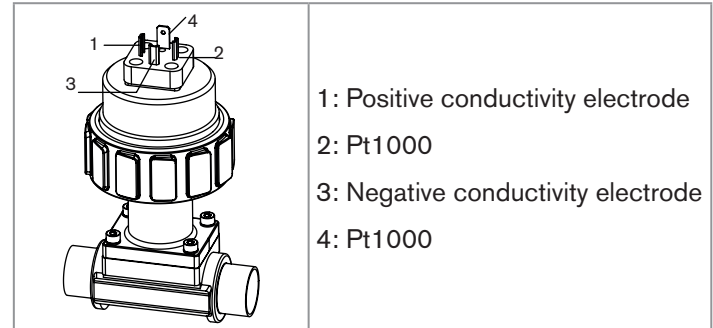 4
1
2
3
1: Positive conductivity electrode
2: Pt1000
3: Negative conductivity electrode
4: Pt1000